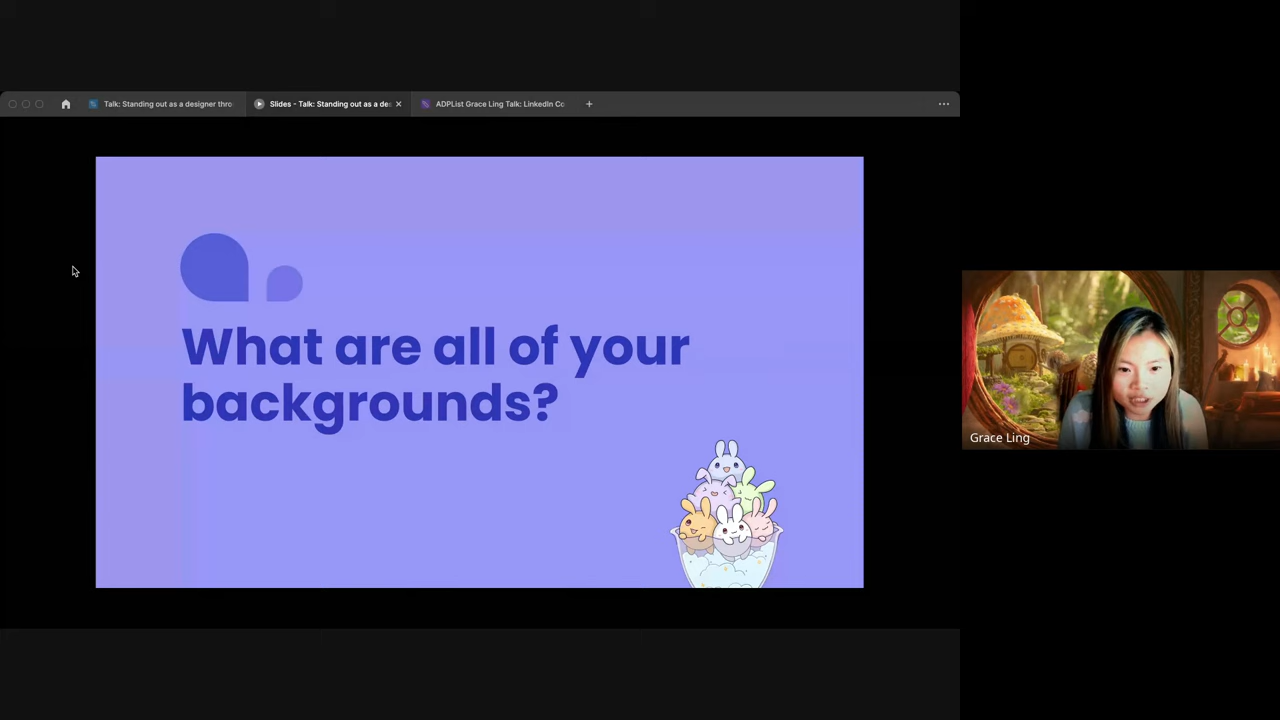 Talk: Standing out as a designer thro
Slides - Talk: Standing out as a des
ADPList Grace Ling Talk: LinkedIn Co
What are all of your
backgrounds?
Grace Ling